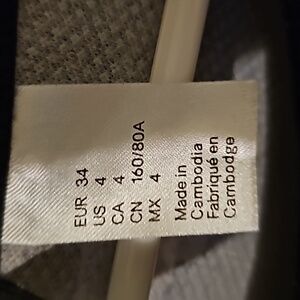 EUR 34
US 4
CA 4
CN 160/80A
MX 4
Made in
Cambodia
Fabriqué en
Cambodge